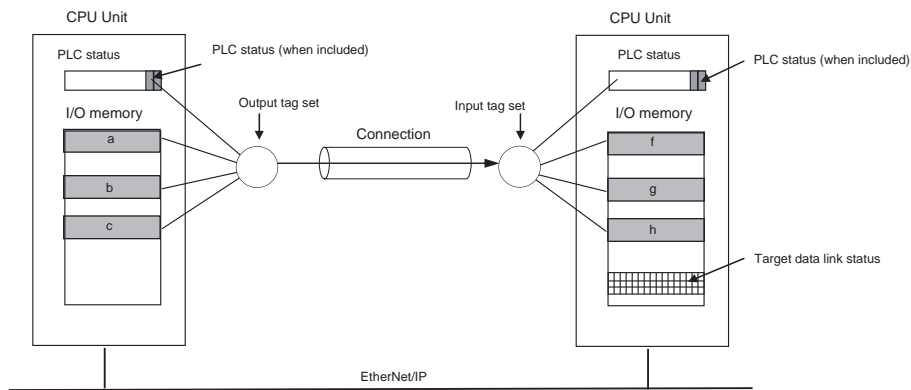 CPU Unit
PLC status
PLC status (when included)
I/O memory
a
b
c
Output tag set
Connection
Input tag set
CPU Unit
PLC status
PLC status (when included)
I/O memory
f
g
h
Target data link status
EtherNet/IP